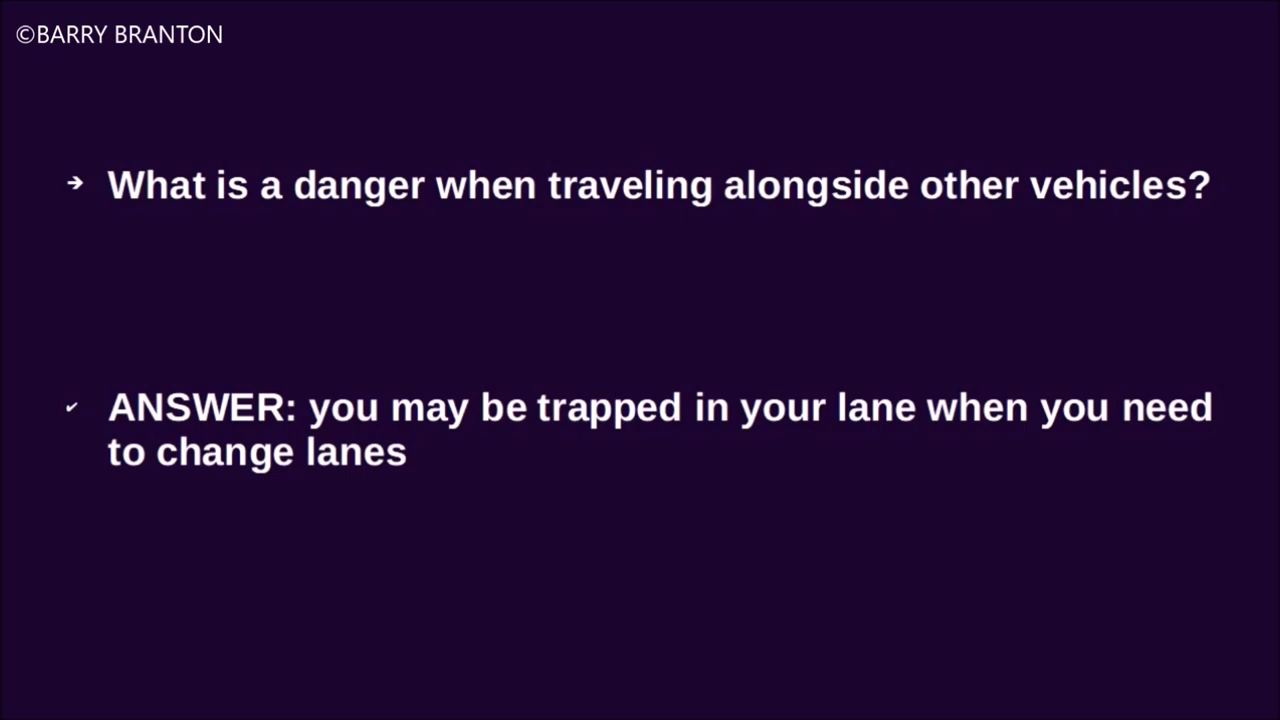 ©BARRY BRANTON
➔ What is a danger when traveling alongside other vehicles?
✔ ANSWER: you may be trapped in your lane when you need
to change lanes